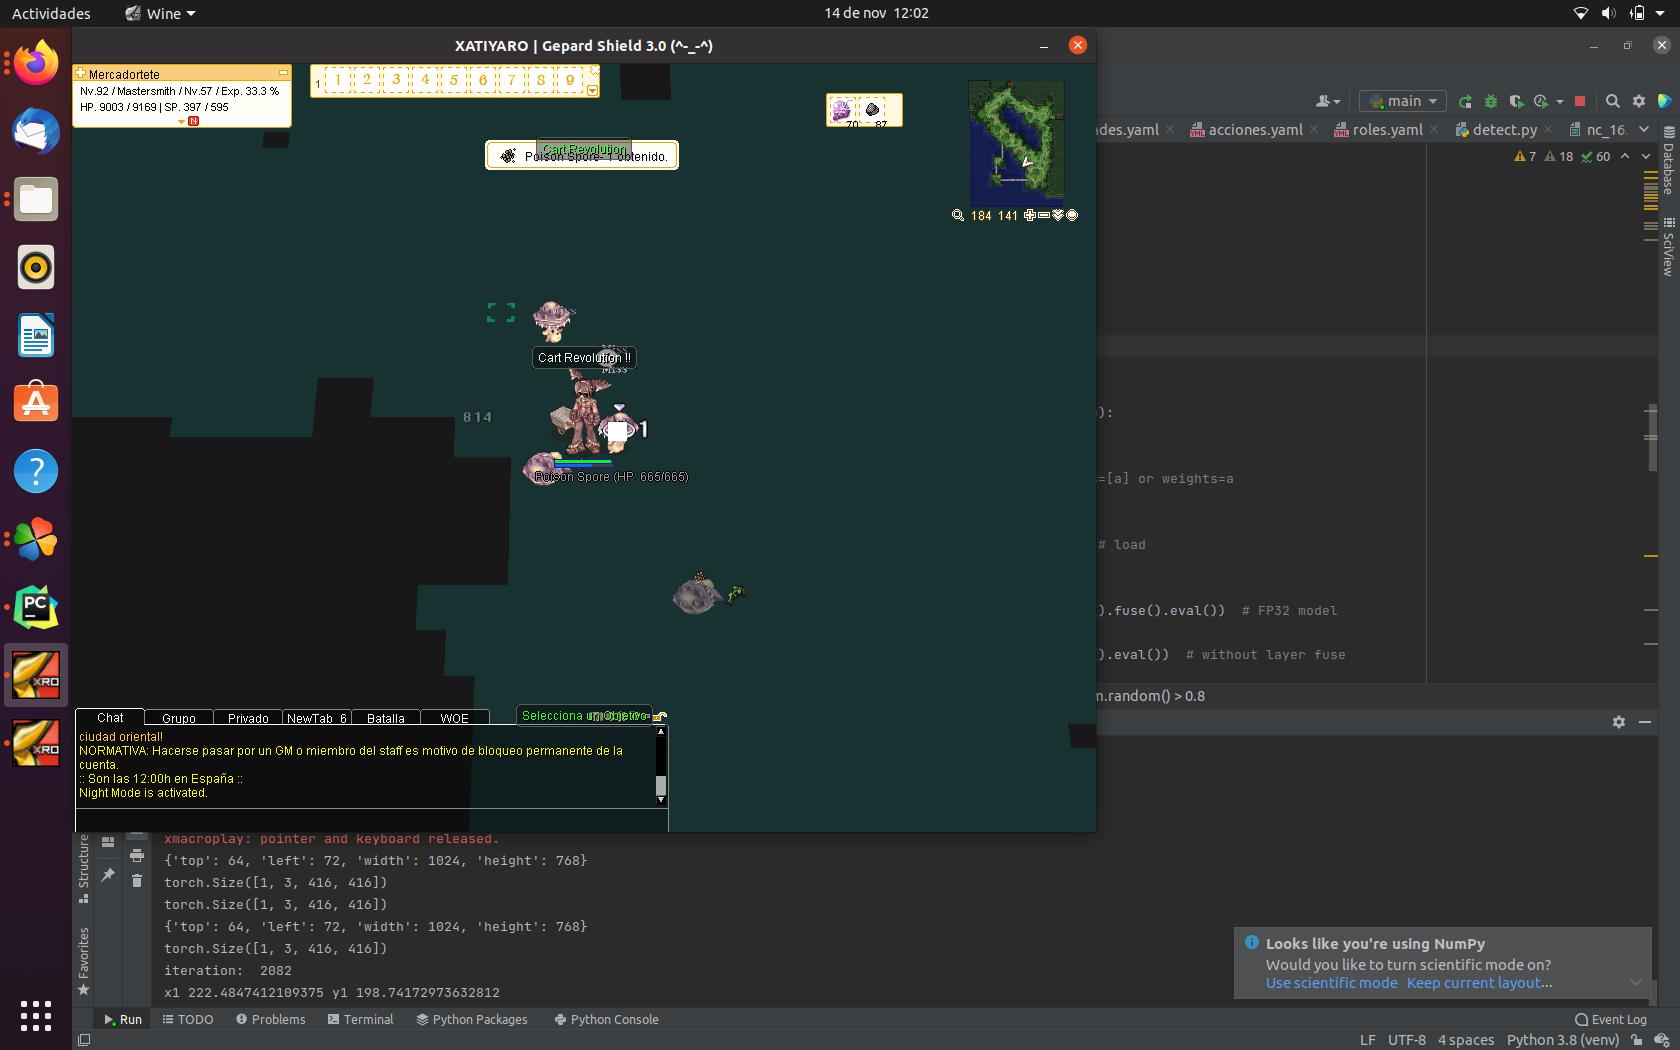 Actividades
Wine
14 de nov 12:02
XATIYARO | Gepard Shield 3.0 (^-_-^)
Mercadortete
Nv.92 / Mastersmith / Nv.57 / Exp. 33.3 %
HP. 9003 / 9169 | SP. 397 / 595
N
1
1 2 3 4 5 6 7 8 9
70 87
Cart Revolution
Poison Spore- 1 obtenido.
184 141
Miss
Cart Revolution !!
Miss
814
1
Poison Spore (HP: 665/665)
Chat
Grupo
Privado
NewTab_6
Batalla
WOE
Selecciona un objetivo
ciudad oriental!
NORMATIVA: Hacerse pasar por un GM o miembro del staff es motivo de bloqueo permanente de la
cuenta.
:: Son las 12:00h en España ::
Night Mode is activated.
main
des.yaml
acciones.yaml
roles.yaml
detect.py
nc_16.
7 18 60
Database
SciView
):
=[a] or weights=a
# load
).fuse().eval()) # FP32 model
).eval()) # without layer fuse
m.random() > 0.8
xmacroplay: pointer and keyboard released.
{'top': 64, 'left': 72, 'width': 1024, 'height': 768}
torch.Size([1, 3, 416, 416])
torch.Size([1, 3, 416, 416])
{'top': 64, 'left': 72, 'width': 1024, 'height': 768}
torch.Size([1, 3, 416, 416])
iteration:  2082
x1 222.4847412109375 y1 198.74172973632812
Structure
Favorites
Looks like you're using NumPy
Would you like to turn scientific mode on?
Use scientific mode Keep current layout...
Run
TODO
Problems
Terminal
Python Packages
Python Console
Event Log
LF UTF-8 4 spaces Python 3.8 (venv)
PC
XRO
XRO